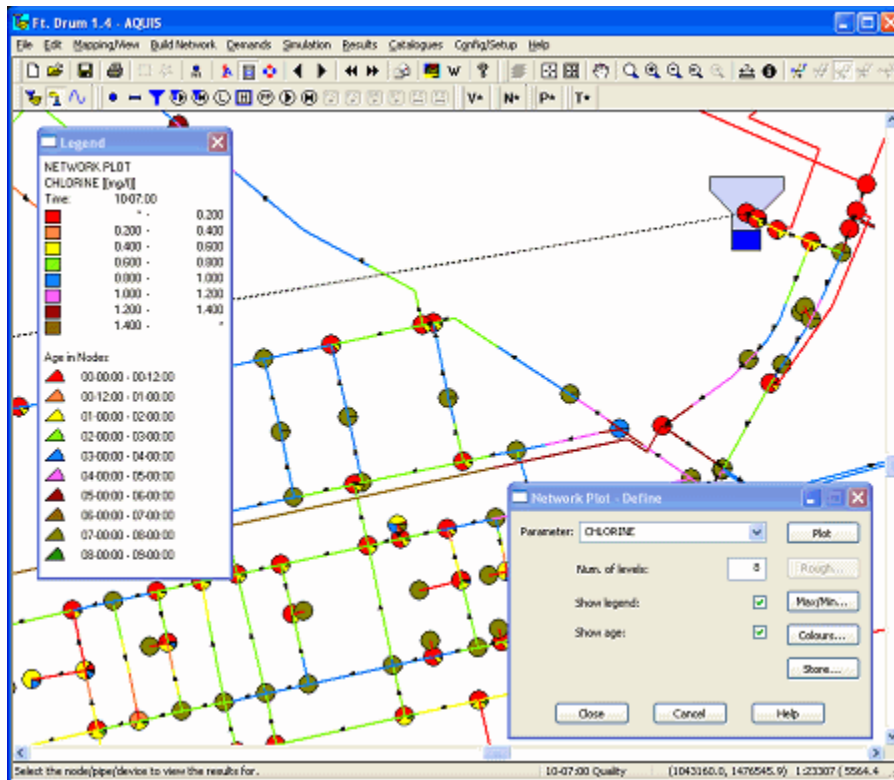 Ft. Drum 1.4 - AQUIS
File Edit Mapping/View Build Network Demands Simulation Results Catalogues Config/Setup Help
W ?
V* N* P* T*
Legend
NETWORK PLOT
CHLORINE [(mg/l)]
Time: 10-07:00
* - 0.200
0.200 - 0.400
0.400 - 0.600
0.600 - 0.800
0.800 - 1.000
1.000 - 1.200
1.200 - 1.400
1.400 - *
Age in Nodes:
00-00:00 - 00-12:00
00-12:00 - 01-00:00
01-00:00 - 02-00:00
02-00:00 - 03-00:00
03-00:00 - 04-00:00
04-00:00 - 05-00:00
05-00:00 - 06-00:00
06-00:00 - 07-00:00
07-00:00 - 08-00:00
08-00:00 - 09-00:00
Network Plot - Define
Parameter: CHLORINE Plot
Num. of levels: 8 Rough...
Show legend: Max/Min...
Show age: Colours...
Store...
Close Cancel Help
Select the node/pipe/device to view the results for. 10-07:00 Quality (1043160.0, 1476545.9) 1:23307 ( 5564.4